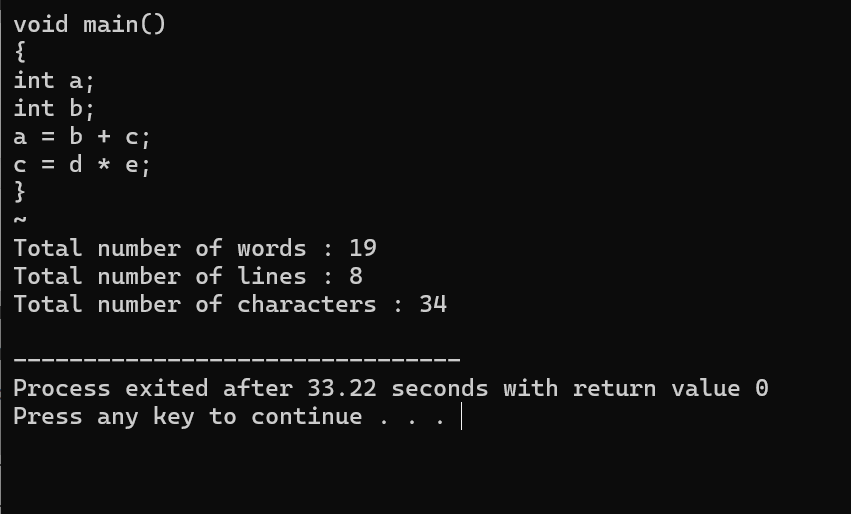 void main()
{
int a;
int b;
a = b + c;
c = d * e;
}
~
Total number of words : 19
Total number of lines : 8
Total number of characters : 34

--------------------------------
Process exited after 33.22 seconds with return value 0
Press any key to continue . . .